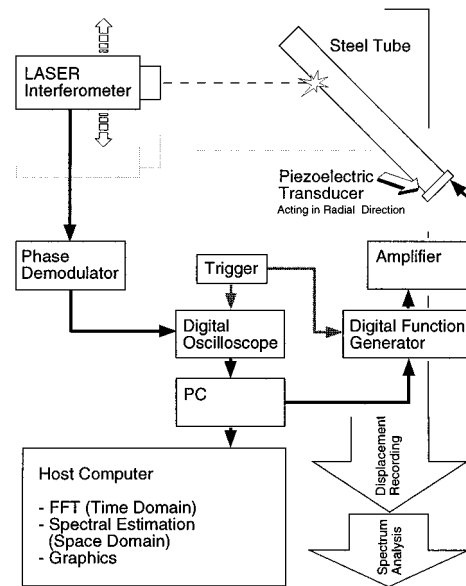 Steel Tube
LASER
Interferometer
Piezoelectric
Transducer
Acting in Radial Direction
Phase
Demodulator
Trigger
Amplifier
Digital
Oscilloscope
Digital Function
Generator
PC
Host Computer
- FFT (Time Domain)
- Spectral Estimation
(Space Domain)
- Graphics
Displacement
Recording
Spectrum
Analysis